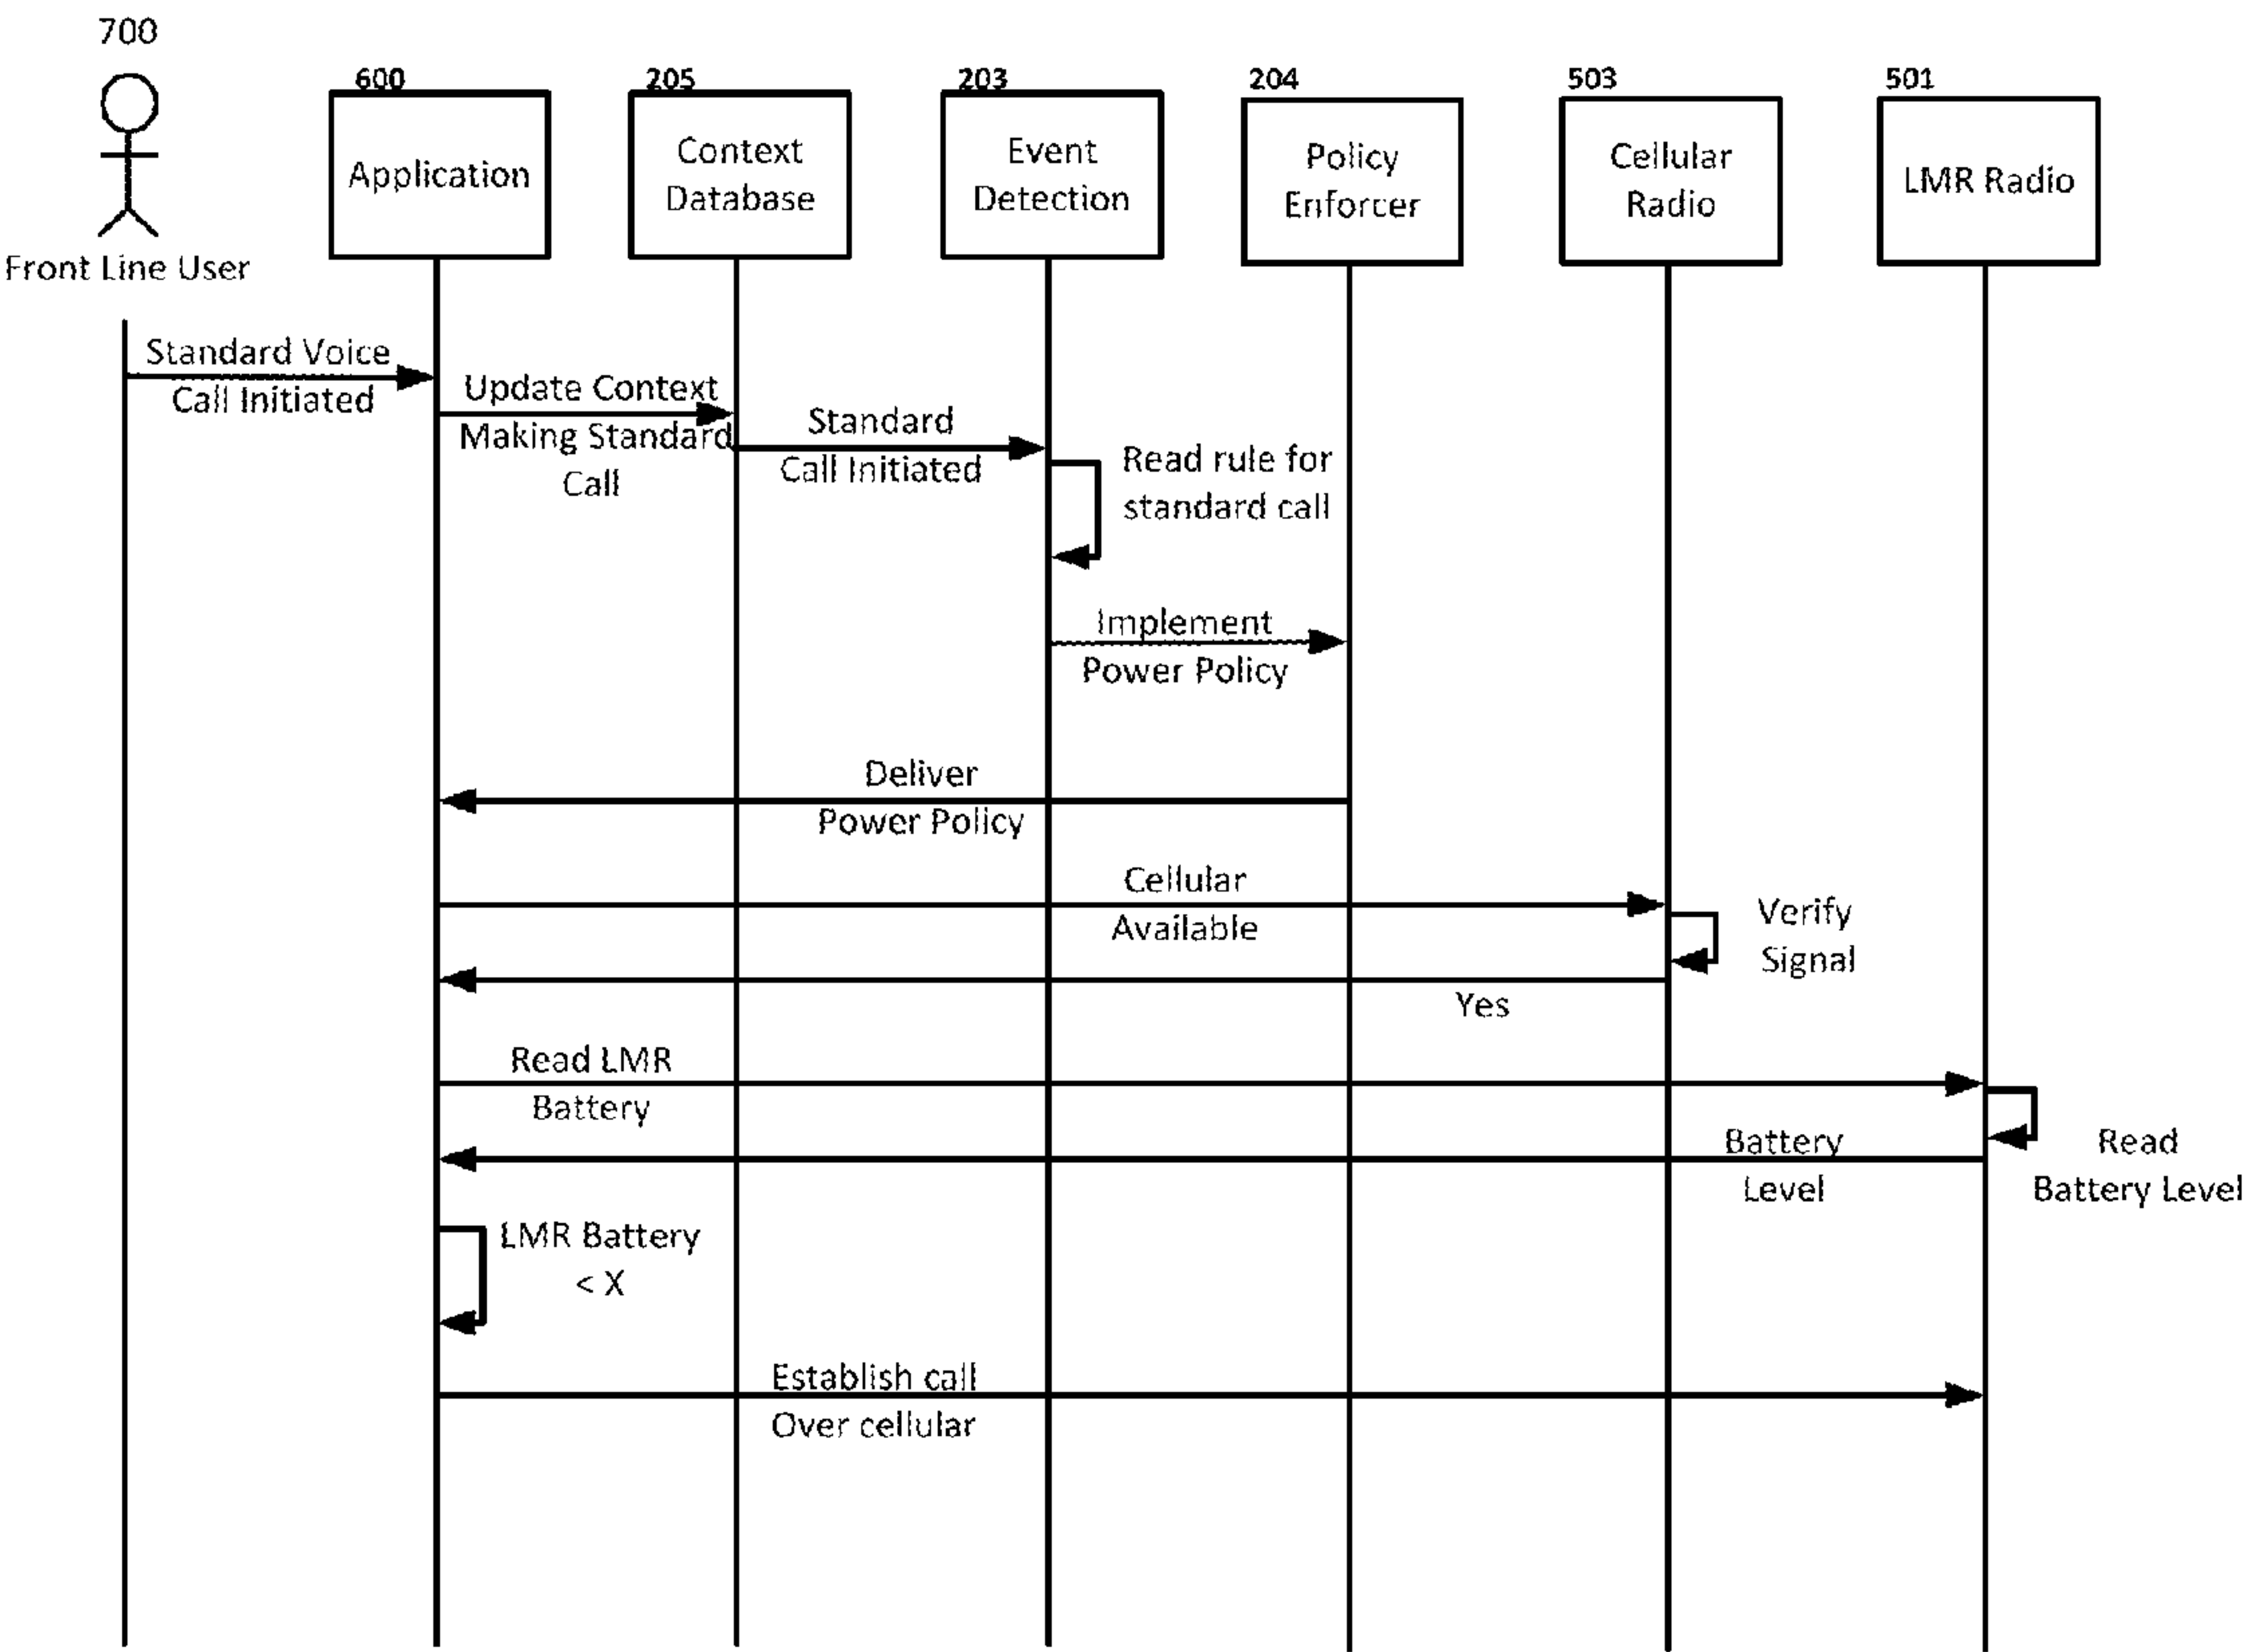 700
Front Line User
600
Application
205
Context
Database
203
Event
Detection
204
Policy
Enforcer
503
Cellular
Radio
501
LMR Radio
Standard Voice
Call Initiated
Update Context
Making Standard
Call
Standard
Call Initiated
Read rule for
standard call
Implement
Power Policy
Deliver
Power Policy
Cellular
Available
Verify
Signal
Yes
Read LMR
Battery
Battery
Level
Read
Battery Level
LMR Battery
< X
Establish call
Over cellular